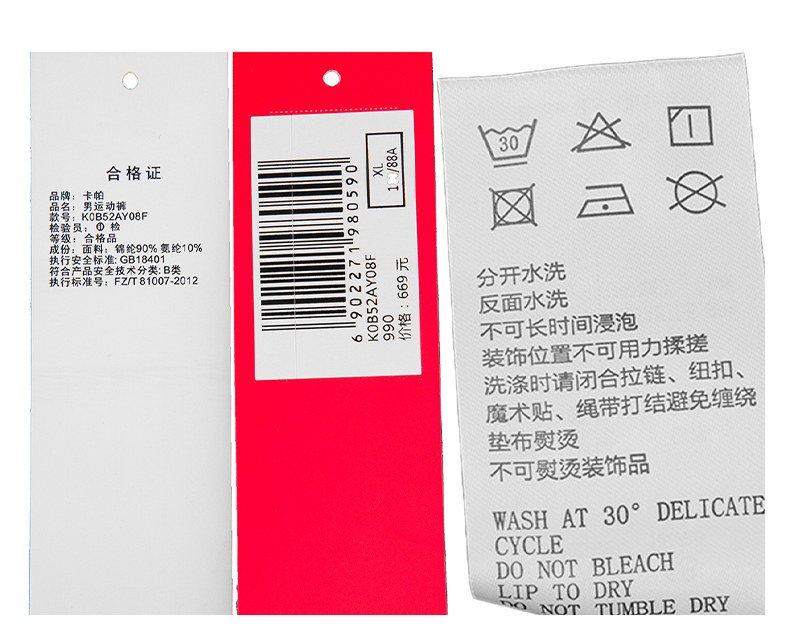 合格证
品牌：卡帕
品名：男运动裤
款号：K0B52AY08F
检验员：① 检
等级：合格品
成份：面料：锦纶90% 氨纶10%
执行安全标准: GB18401
符合产品安全技术分类: B类
执行标准号：FZ/T 81007-2012
XL
/88A
6902271980590
K0B52AY08F
990
价格：669 元
30
分开水洗
反面水洗
不可长时间浸泡
装饰位置不可用力揉搓
洗涤时请闭合拉链、纽扣、
魔术贴、绳带打结避免缠绕
垫布熨烫
不可熨烫装饰品
WASH AT 30° DELICATE
CYCLE
DO NOT BLEACH
LIP TO DRY
DO NOT TUMBLE DRY